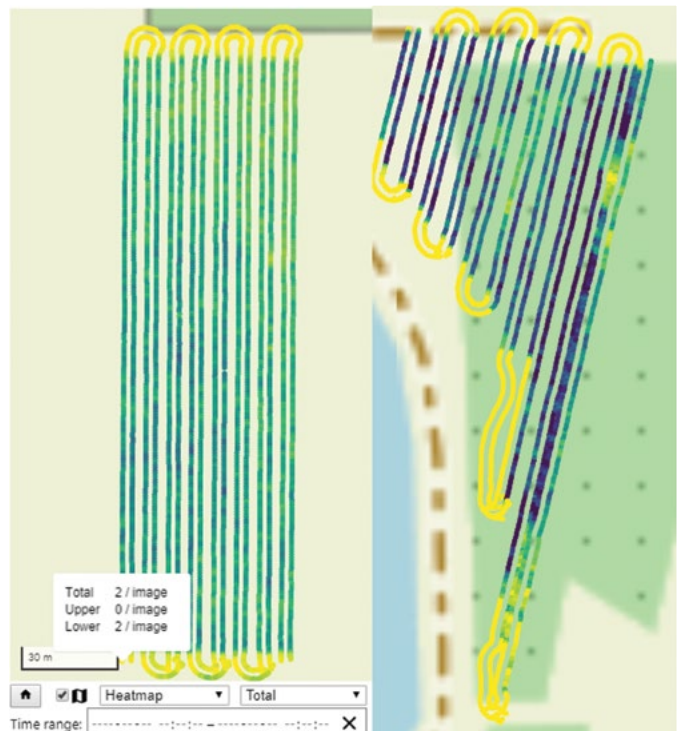 Total 2 / image
Upper 0 / image
Lower 2 / image
30 m
Heatmap Total
Time range: ---------- --:--:-- – ---------- --:--:--